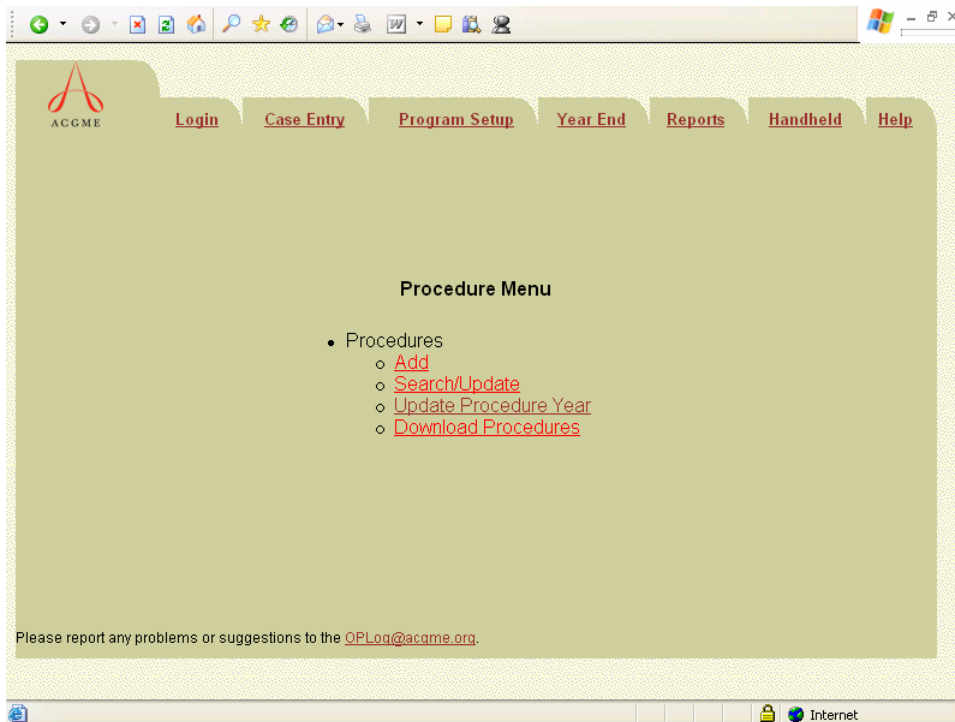 ACGME
Login Case Entry Program Setup Year End Reports Handheld Help
Procedure Menu
Procedures
Add
Search/Update
Update Procedure Year
Download Procedures
Please report any problems or suggestions to the OPLog@acgme.org.
Internet